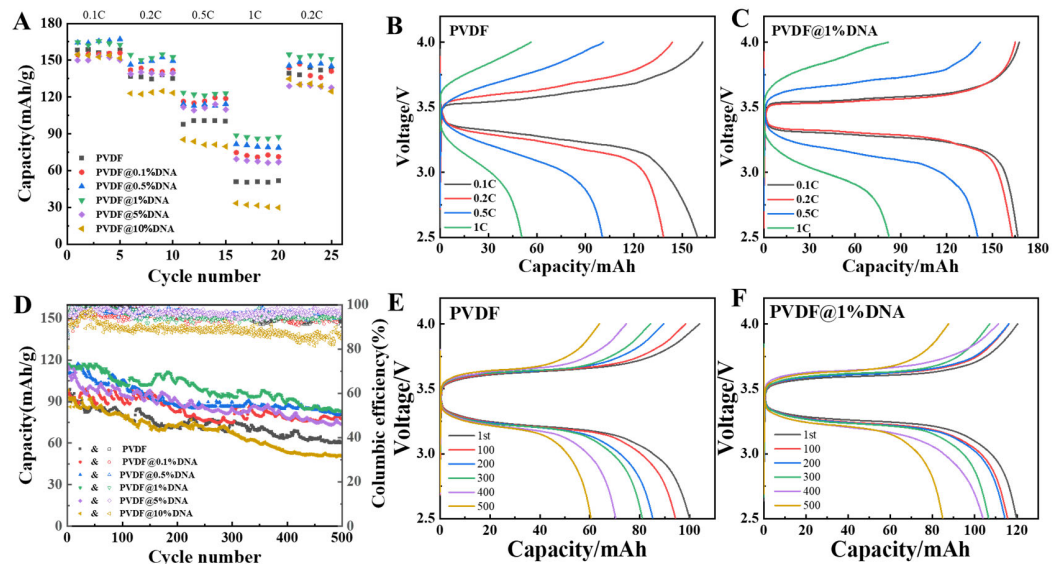 A
0.1C 0.2C 0.5C 1C 0.2C
Capacity(mAh/g)
180
150
120
90
60
30
0
PVDF
PVDF@0.1%DNA
PVDF@0.5%DNA
PVDF@1%DNA
PVDF@5%DNA
PVDF@10%DNA
0 5 10 15 20 25
Cycle number
B
PVDF
Voltage/V
4.0
3.5
3.0
2.5
0.1C
0.2C
0.5C
1C
0 30 60 90 120 150
Capacity/mAh
C
PVDF@1%DNA
Voltage/V
4.0
3.5
3.0
2.5
0.1C
0.2C
0.5C
1C
0 30 60 90 120 150 180
Capacity/mAh
D
Capacity(mAh/g)
150
120
90
60
30
0
& PVDF
& PVDF@0.1%DNA
& PVDF@0.5%DNA
& PVDF@1%DNA
& PVDF@5%DNA
& PVDF@10%DNA
100
80
60
40
20
0
Columbic efficiency(%)
0 100 200 300 400 500
Cycle number
E
PVDF
Voltage/V
4.0
3.5
3.0
2.5
1st
100
200
300
400
500
0 20 40 60 80 100
Capacity/mAh
F
PVDF@1%DNA
Voltage/V
4.0
3.5
3.0
2.5
1st
100
200
300
400
500
0 20 40 60 80 100 120
Capacity/mAh